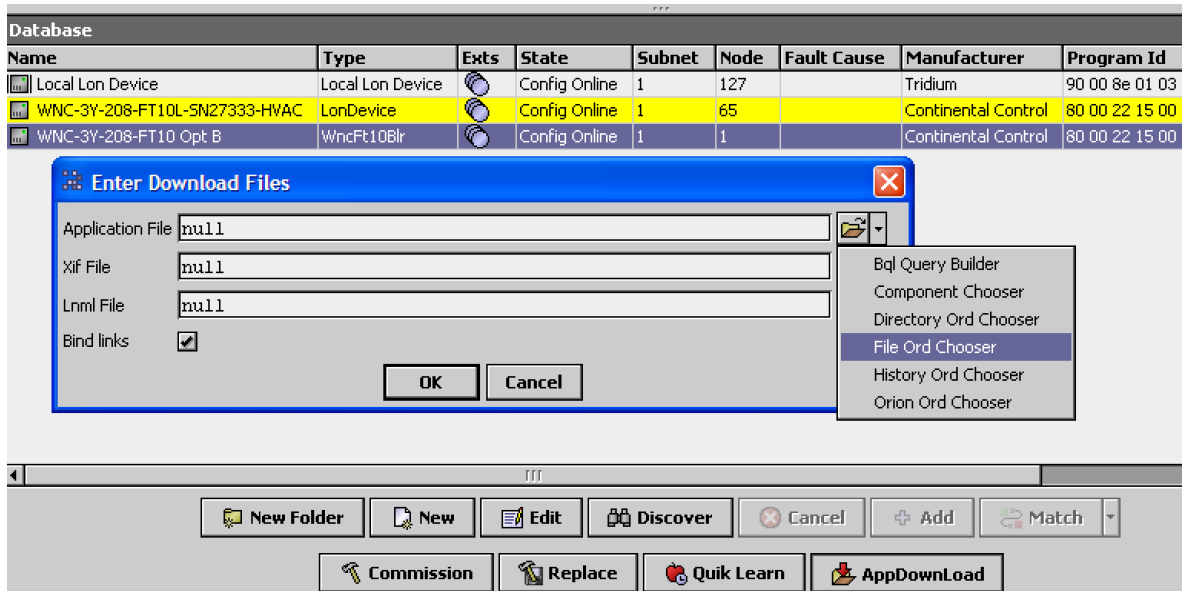 Database
Name Type Exts State Subnet Node Fault Cause Manufacturer Program Id
Local Lon Device Local Lon Device Config Online 1 127 Tridium 90 00 8e 01 03
WNC-3Y-208-FT10L-SN27333-HVAC LonDevice Config Online 1 65 Continental Control 80 00 22 15 00
WNC-3Y-208-FT10 Opt B WncFt10Blr Config Online 1 1 Continental Control 80 00 22 15 00
Enter Download Files
Application File null
Xif File null
Lnml File null
Bind links
OK Cancel
Bql Query Builder
Component Chooser
Directory Ord Chooser
File Ord Chooser
History Ord Chooser
Orion Ord Chooser
New Folder New Edit Discover Cancel Add Match
Commission Replace Quik Learn AppDownLoad